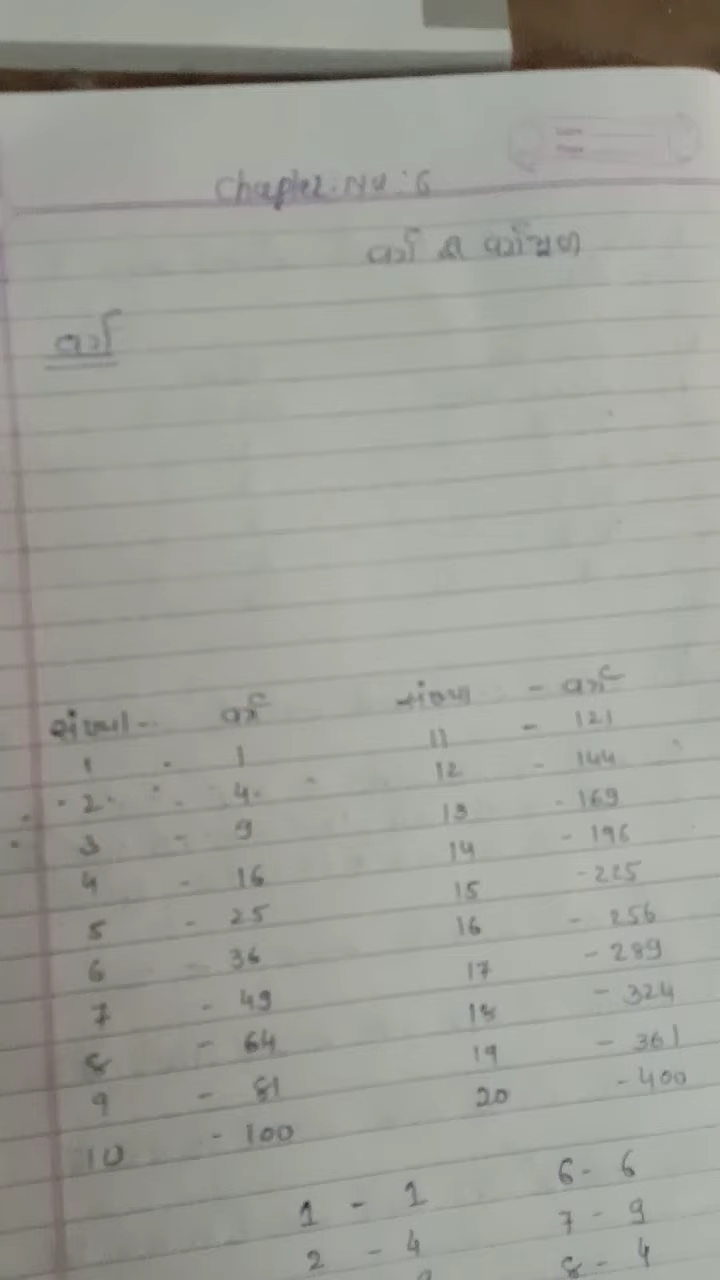 Chapter. No : 6
વર્ગ અને વર્ગમૂળ
વર્ગ
સંખ્યા - વર્ગ સંખ્યા - વર્ગ
1 - 1 11 - 121
2 - 4 12 - 144
3 - 9 13 - 169
4 - 16 14 - 196
5 - 25 15 - 225
6 - 36 16 - 256
7 - 49 17 - 289
8 - 64 18 - 324
9 - 81 19 - 361
10 - 100 20 - 400
1 - 1 6 - 6
2 - 4 7 - 9
8 - 4